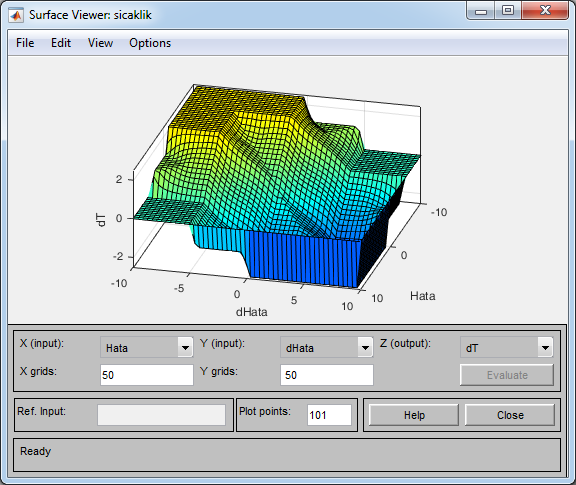 Surface Viewer: sicaklik
File Edit View Options
2
0
-2
dT
-10
-5
0
5
10
dHata
10
0
-10
Hata
X (input): Hata Y (input): dHata Z (output): dT
X grids: 50 Y grids: 50 Evaluate
Ref. Input: Plot points: 101 Help Close
Ready